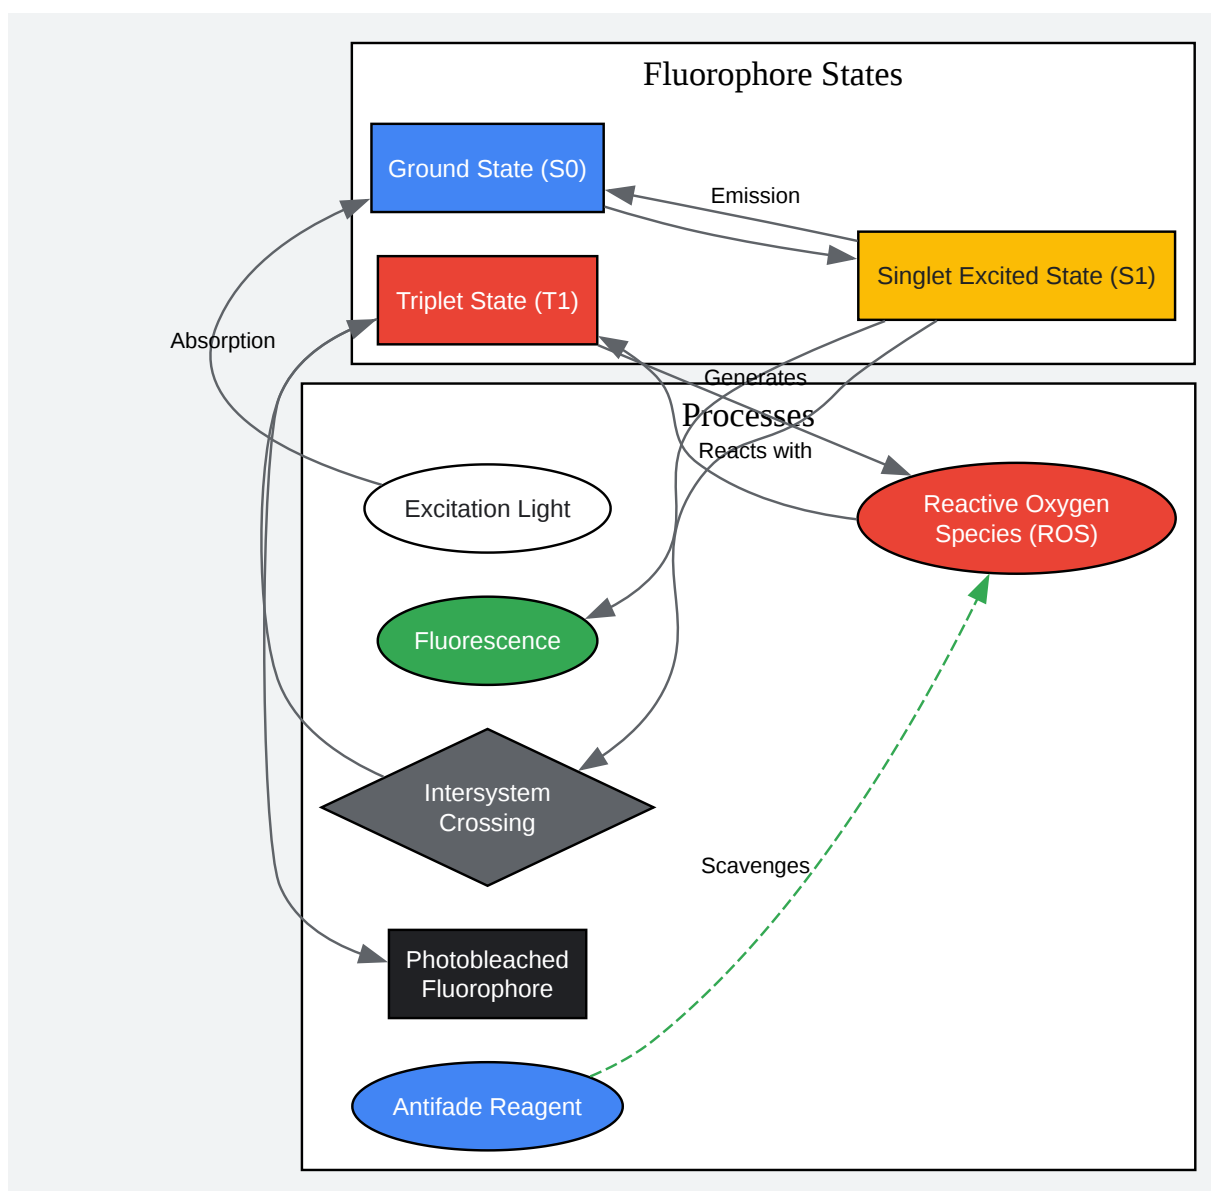 Fluorophore States
Ground State (S0)
Emission
Singlet Excited State (S1)
Triplet State (T1)
Absorption
Generates
Processes
Reacts with
Excitation Light
Reactive Oxygen
Species (ROS)
Fluorescence
Intersystem
Crossing
Scavenges
Photobleached
Fluorophore
Antifade Reagent